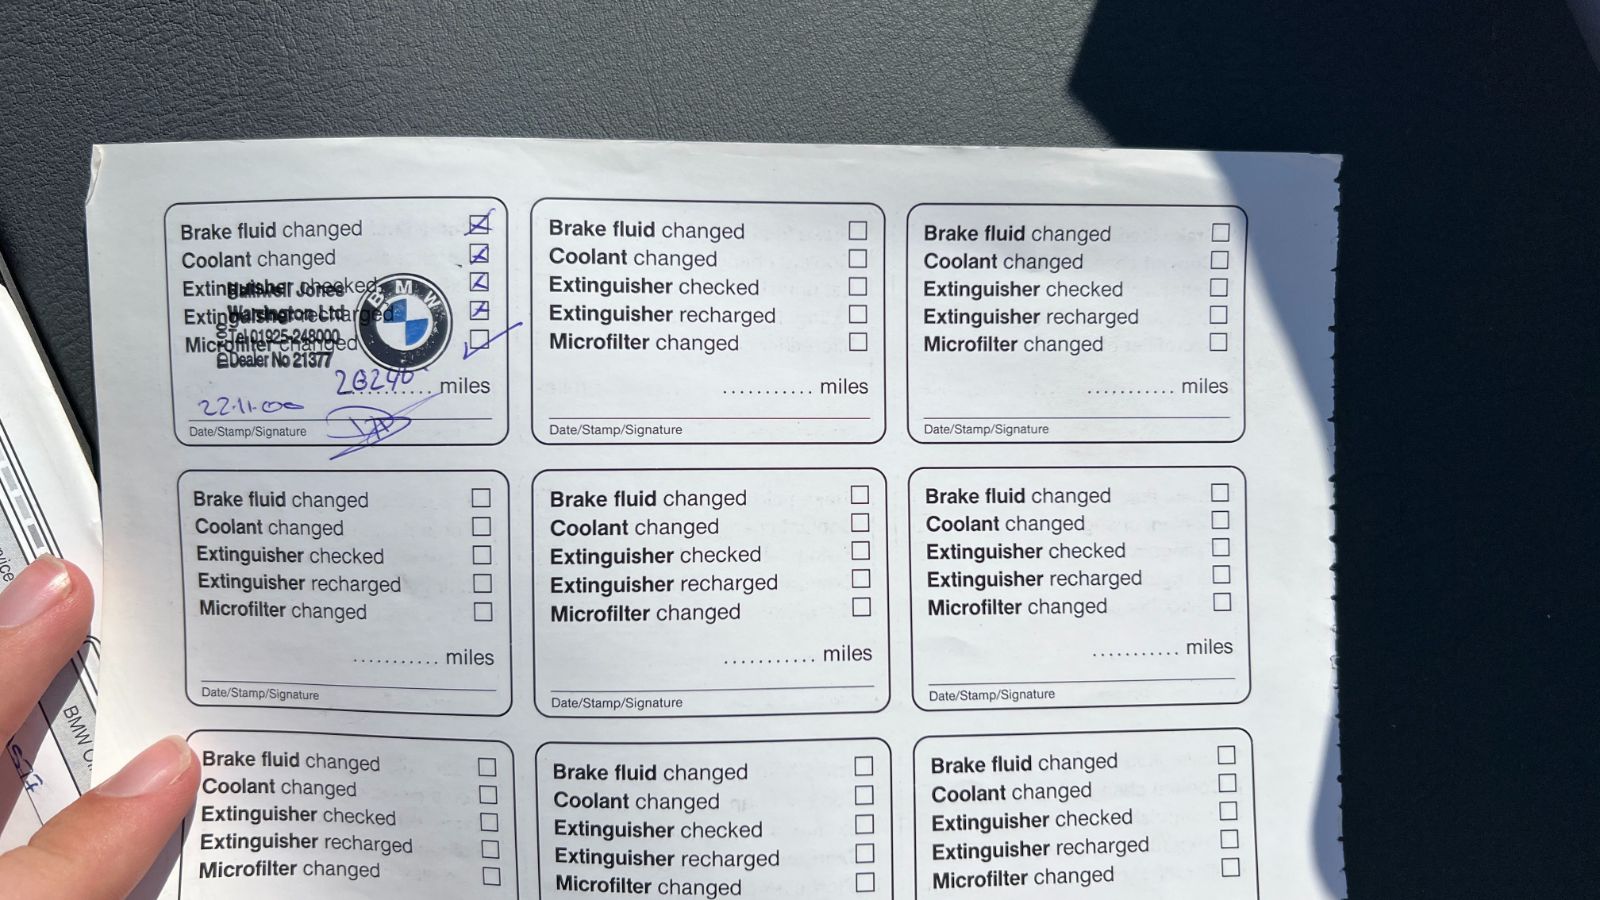 Brake fluid changed
Coolant changed
Extinguisher checked
Extinguisher recharged
Microfilter changed
Jones
Warrington Ltd
Tel 01925-248000
Dealer No 21377
BMW
miles
22.11.00
Date/Stamp/Signature
Brake fluid changed
Coolant changed
Extinguisher checked
Extinguisher recharged
Microfilter changed
........... miles
Date/Stamp/Signature
Brake fluid changed
Coolant changed
Extinguisher checked
Extinguisher recharged
Microfilter changed
........... miles
Date/Stamp/Signature
Brake fluid changed
Coolant changed
Extinguisher checked
Extinguisher recharged
Microfilter changed
........... miles
Date/Stamp/Signature
Brake fluid changed
Coolant changed
Extinguisher checked
Extinguisher recharged
Microfilter changed
........... miles
Date/Stamp/Signature
Brake fluid changed
Coolant changed
Extinguisher checked
Extinguisher recharged
Microfilter changed
........... miles
Date/Stamp/Signature
Brake fluid changed
Coolant changed
Extinguisher checked
Extinguisher recharged
Microfilter changed
Brake fluid changed
Coolant changed
Extinguisher checked
Extinguisher recharged
Microfilter changed
Brake fluid changed
Coolant changed
Extinguisher checked
Extinguisher recharged
Microfilter changed
BMW